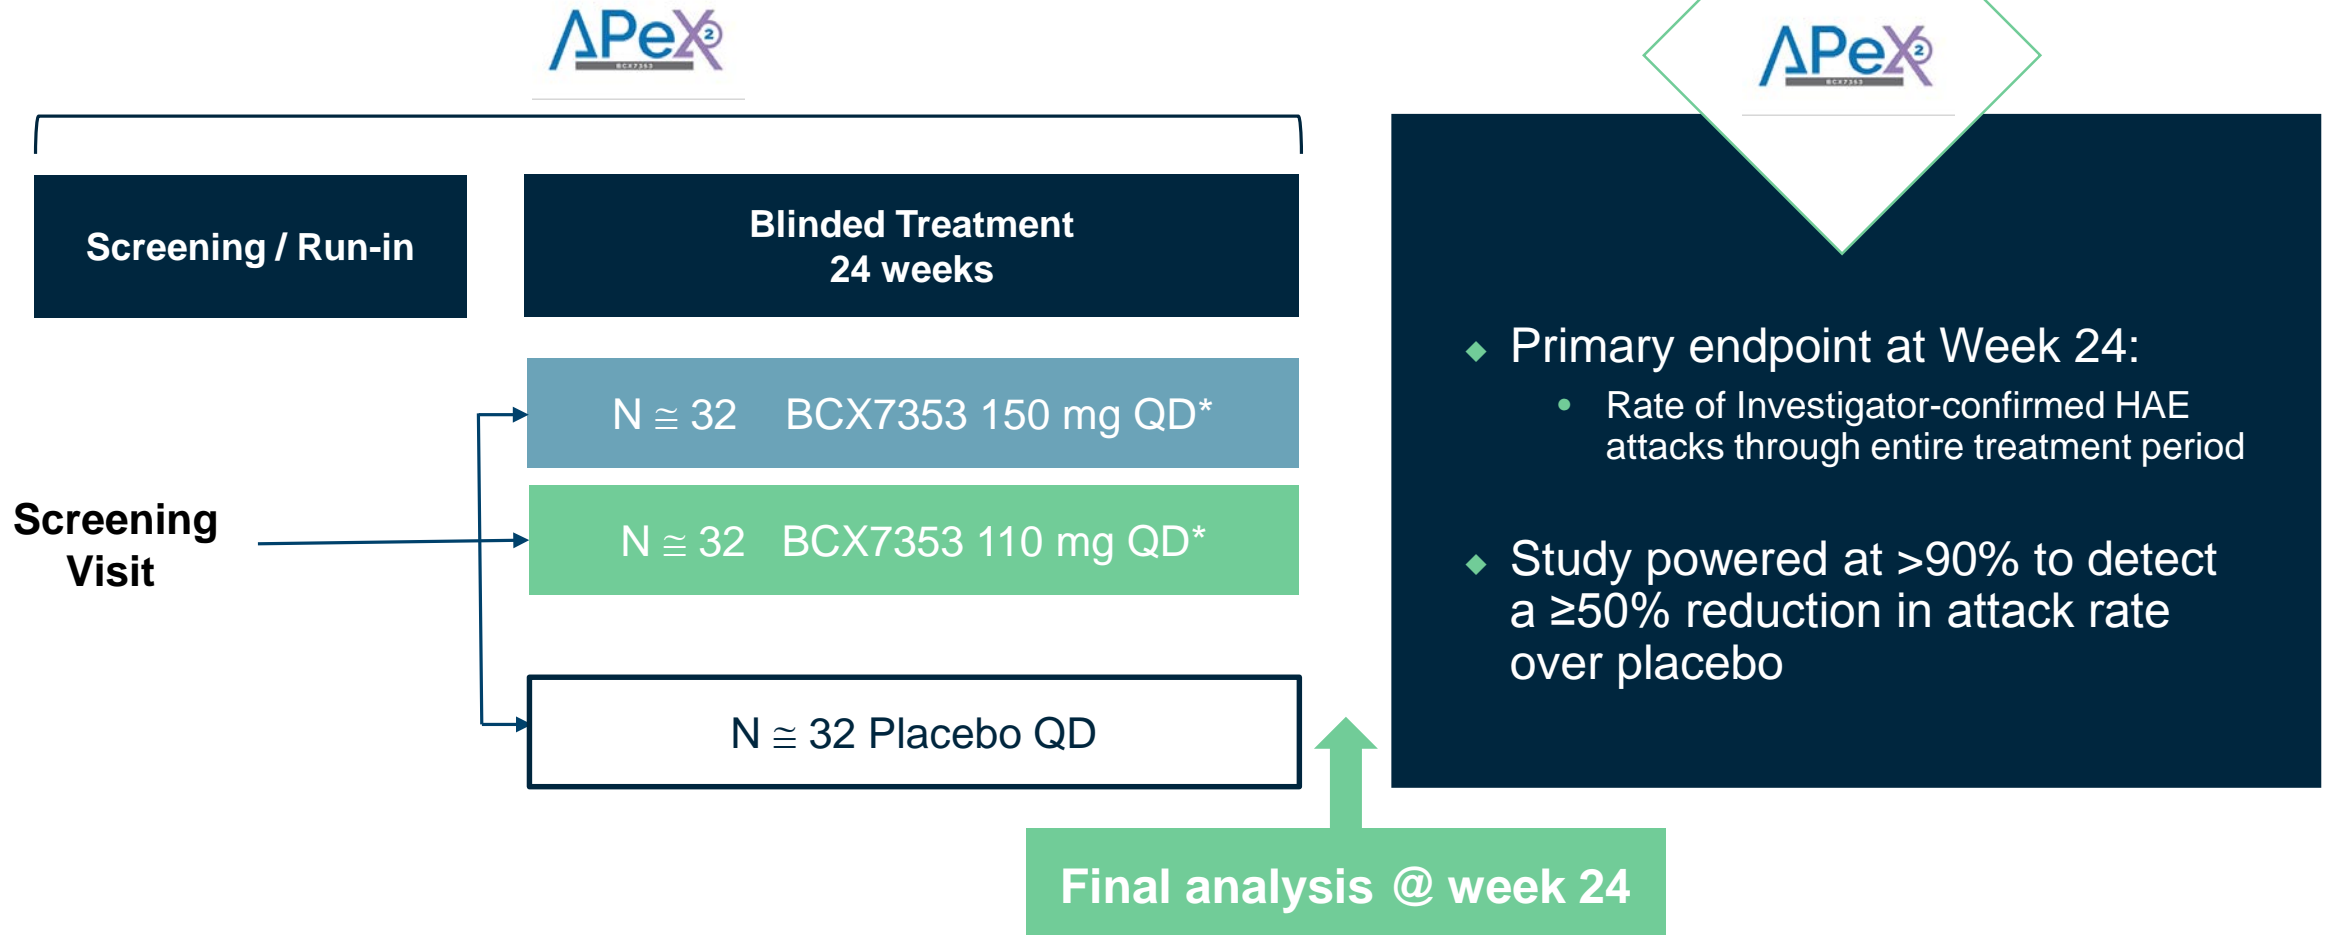 APeX2
BCX7353
Screening / Run-in
Blinded Treatment
24 weeks
N ≅ 32 BCX7353 150 mg QD*
N ≅ 32 BCX7353 110 mg QD*
Screening
Visit
N ≅ 32 Placebo QD
Final analysis @ week 24
APeX2
BCX7353
◆ Primary endpoint at Week 24:
• Rate of Investigator-confirmed HAE
attacks through entire treatment period
◆ Study powered at >90% to detect
a ≥50% reduction in attack rate
over placebo